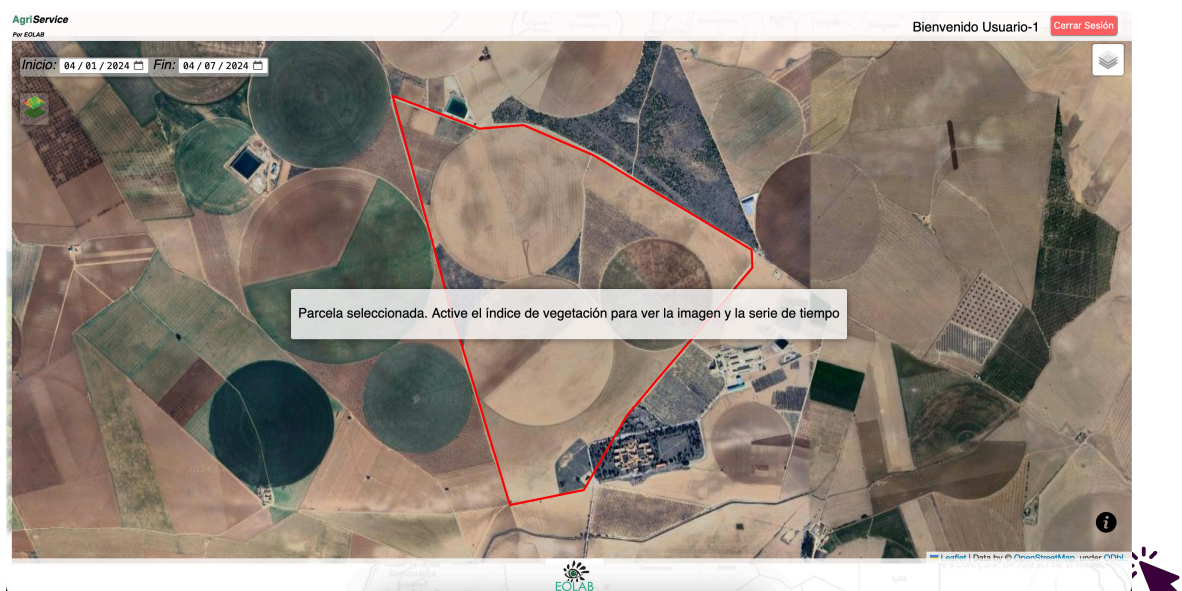 AgriService
Por EOLAB
Bienvenido Usuario-1
Cerrar Sesión
Inicio: 04/01/2024 Fin: 04/07/2024
Parcela seleccionada. Active el índice de vegetación para ver la imagen y la serie de tiempo
i
Leaflet | Data by © OpenStreetMap, under ODbL
EOLAB